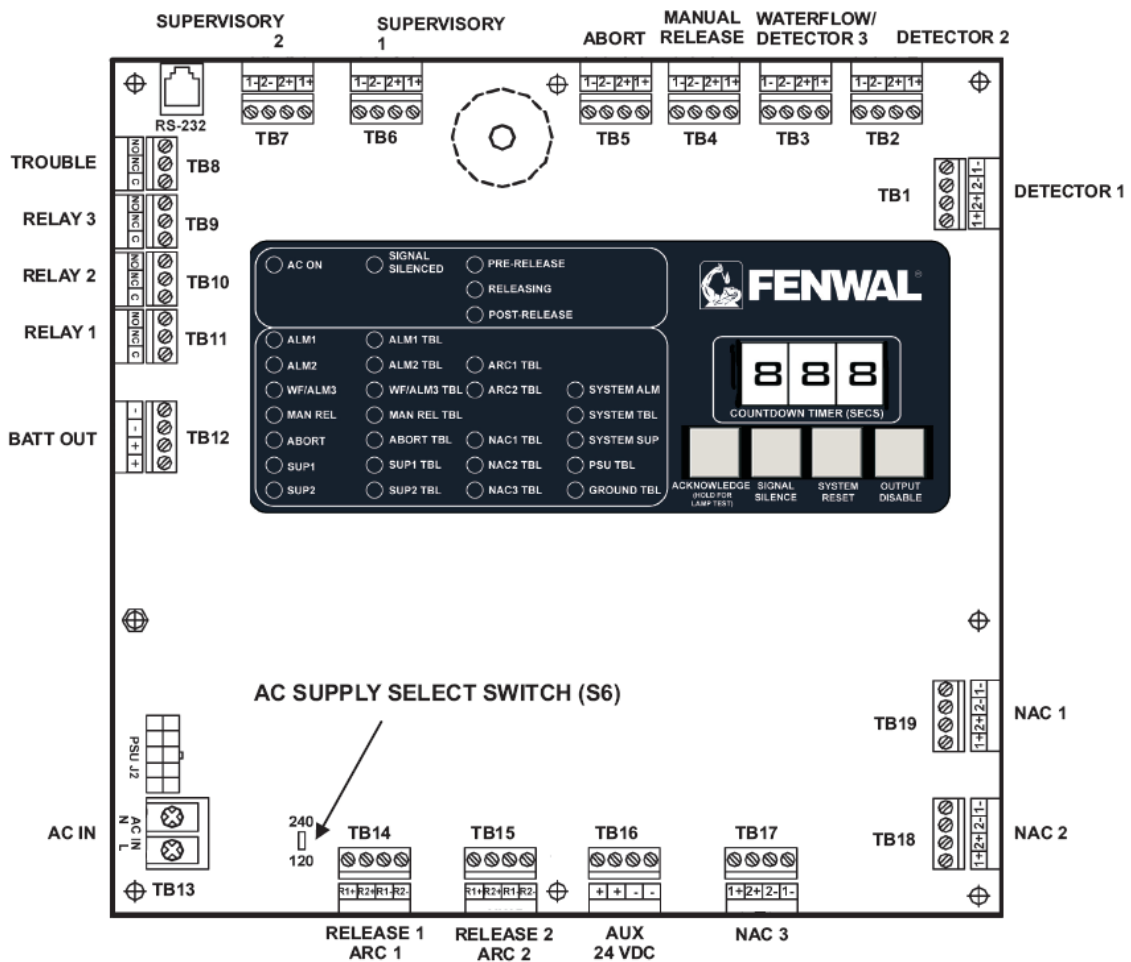 SUPERVISORY
2
SUPERVISORY
1
ABORT
MANUAL
RELEASE
WATERFLOW/
DETECTOR 3
DETECTOR 2
1- 2- 2+ 1+
1- 2- 2+ 1+
1- 2- 2+ 1+
1- 2- 2+ 1+
1- 2- 2+ 1+
1- 2- 2+ 1+
RS-232
TB7
TB6
TB5
TB4
TB3
TB2
TROUBLE
NO NC C
TB8
TB1
1+ 2+ 2- 1-
DETECTOR 1
RELAY 3
NO NC C
TB9
RELAY 2
NO NC C
TB10
RELAY 1
NO NC C
TB11
BATT OUT
- - + +
TB12
AC ON
SIGNAL
SILENCED
PRE-RELEASE
RELEASING
POST-RELEASE
FENWAL®
ALM1
ALM1 TBL
ALM2
ALM2 TBL
ARC1 TBL
WF/ALM3
WF/ALM3 TBL
ARC2 TBL
SYSTEM ALM
MAN REL
MAN REL TBL
SYSTEM TBL
ABORT
ABORT TBL
NAC1 TBL
SYSTEM SUP
SUP1
SUP1 TBL
NAC2 TBL
PSU TBL
SUP2
SUP2 TBL
NAC3 TBL
GROUND TBL
888
COUNTDOWN TIMER (SECS)
ACKNOWLEDGE
(HOLD FOR
LAMP TEST)
SIGNAL
SILENCE
SYSTEM
RESET
OUTPUT
DISABLE
AC SUPPLY SELECT SWITCH (S6)
TB19
1+ 2+ 2- 1-
NAC 1
PSU J2
AC IN
AC IN
N L
TB13
240
120
TB14
TB15
TB16
TB17
TB18
1+ 2+ 2- 1-
NAC 2
R1+ R2+ R1- R2-
R1+ R2+ R1- R2-
+ + - -
1+ 2+ 2- 1-
RELEASE 1
ARC 1
RELEASE 2
ARC 2
AUX
24 VDC
NAC 3